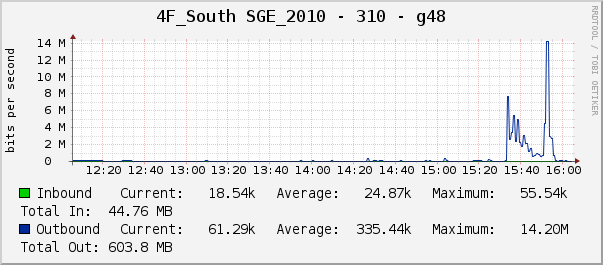 4F_South SGE_2010 - 310 - g48
RRDTOOL / TOBI OETIKER
bits per second
14 M
12 M
10 M
8 M
6 M
4 M
2 M
0
12:20 12:40 13:00 13:20 13:40 14:00 14:20 14:40 15:00 15:20 15:40 16:00
Inbound Current: 18.54k Average: 24.87k Maximum: 55.54k
Total In: 44.76 MB
Outbound Current: 61.29k Average: 335.44k Maximum: 14.20M
Total Out: 603.8 MB